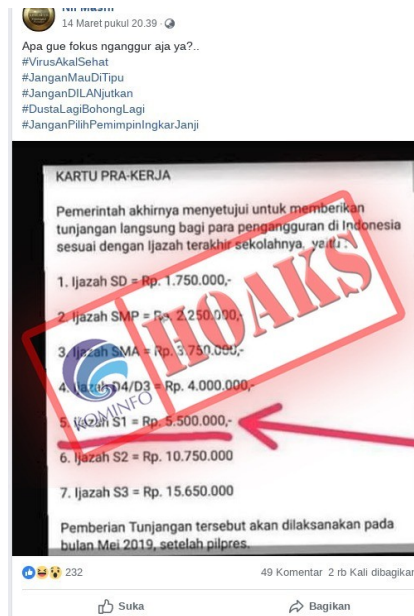 14 Maret pukul 20.39 ·
Apa gue fokus nganggur aja ya?..
#VirusAkalSehat
#JanganMauDiTipu
#JanganDILANjutkan
#DustaLagiBohongLagi
#JanganPilihPemimpinIngkarJanji
KARTU PRA-KERJA
Pemerintah akhirnya menyetujui untuk memberikan
tunjangan langsung bagi para pengangguran di Indonesia
sesuai dengan Ijazah terakhir sekolahnya, yaitu :
1. Ijazah SD = Rp. 1.750.000,-
2. Ijazah SMP = Rp. 2.250.000,-
3. Ijazah SMA = Rp. 3.750.000,-
4. Ijazah D4/D3 = Rp. 4.000.000,-
5. Ijazah S1 = Rp. 5.500.000,-
6. Ijazah S2 = Rp. 10.750.000
7. Ijazah S3 = Rp. 15.650.000
Pemberian Tunjangan tersebut akan dilaksanakan pada
bulan Mei 2019, setelah pilpres.
HOAKS
KOMINFO
232
49 Komentar 2 rb Kali dibagikan
Suka
Bagikan